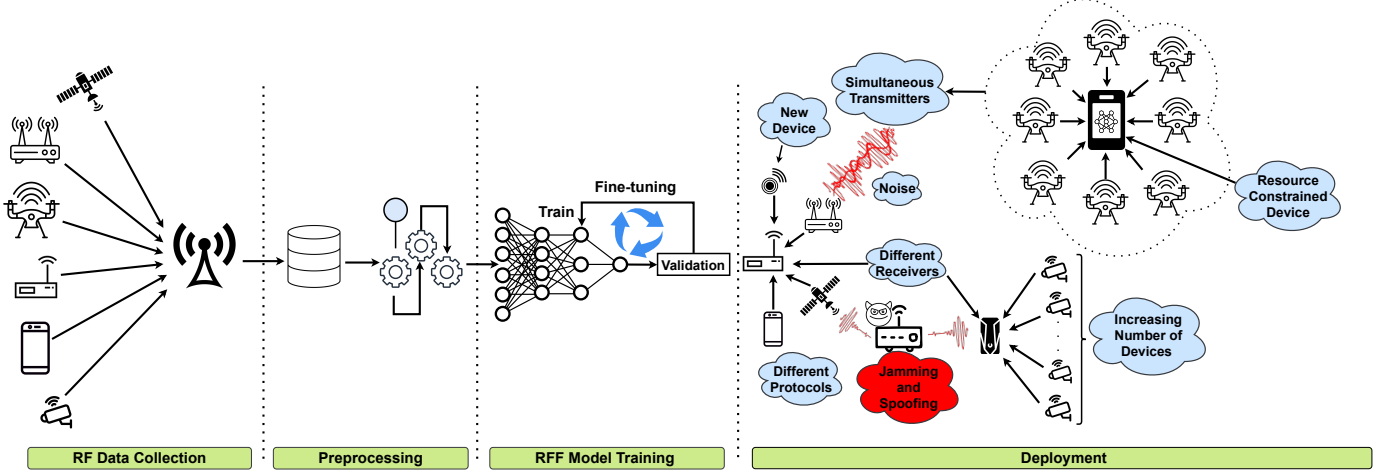 Simultaneous
Transmitters
New
Device
Noise
Resource
Constrained
Device
Fine-tuning
Train
Validation
Different
Receivers
Increasing
Number of
Devices
Different
Protocols
Jamming
and
Spoofing
RF Data Collection
Preprocessing
RFF Model Training
Deployment